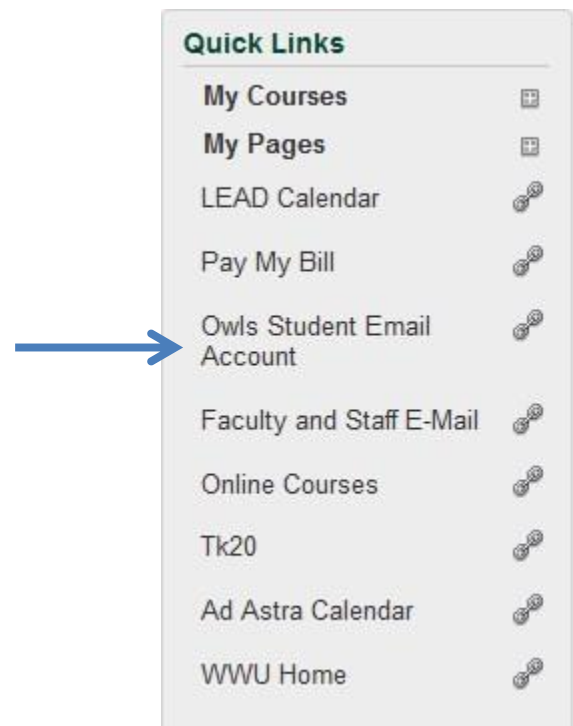 Quick Links
My Courses
My Pages
LEAD Calendar
Pay My Bill
Owls Student Email
Account
Faculty and Staff E-Mail
Online Courses
Tk20
Ad Astra Calendar
WWU Home